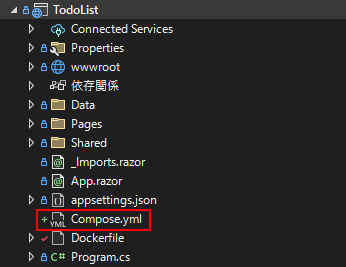 TodoList
Connected Services
Properties
wwwroot
依存関係
Data
Pages
Shared
_Imports.razor
App.razor
appsettings.json
YML Compose.yml
Dockerfile
C# Program.cs